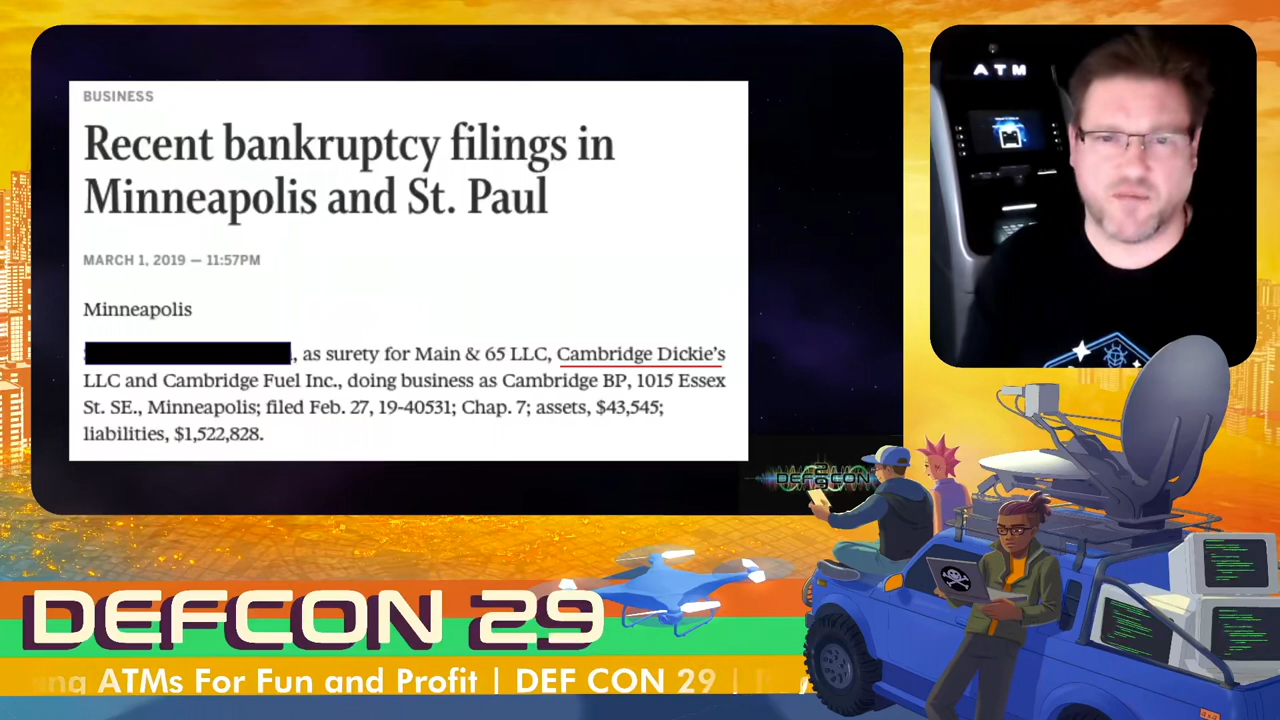 BUSINESS
Recent bankruptcy filings in
Minneapolis and St. Paul
MARCH 1, 2019 — 11:57PM
Minneapolis
, as surety for Main & 65 LLC, Cambridge Dickie's
LLC and Cambridge Fuel Inc., doing business as Cambridge BP, 1015 Essex
St. SE., Minneapolis; filed Feb. 27, 19-40531; Chap. 7; assets, $43,545;
liabilities, $1,522,828.
ATM
DEFCON
DEFCON 29
ng ATMs For Fun and Profit | DEF CON 29 |